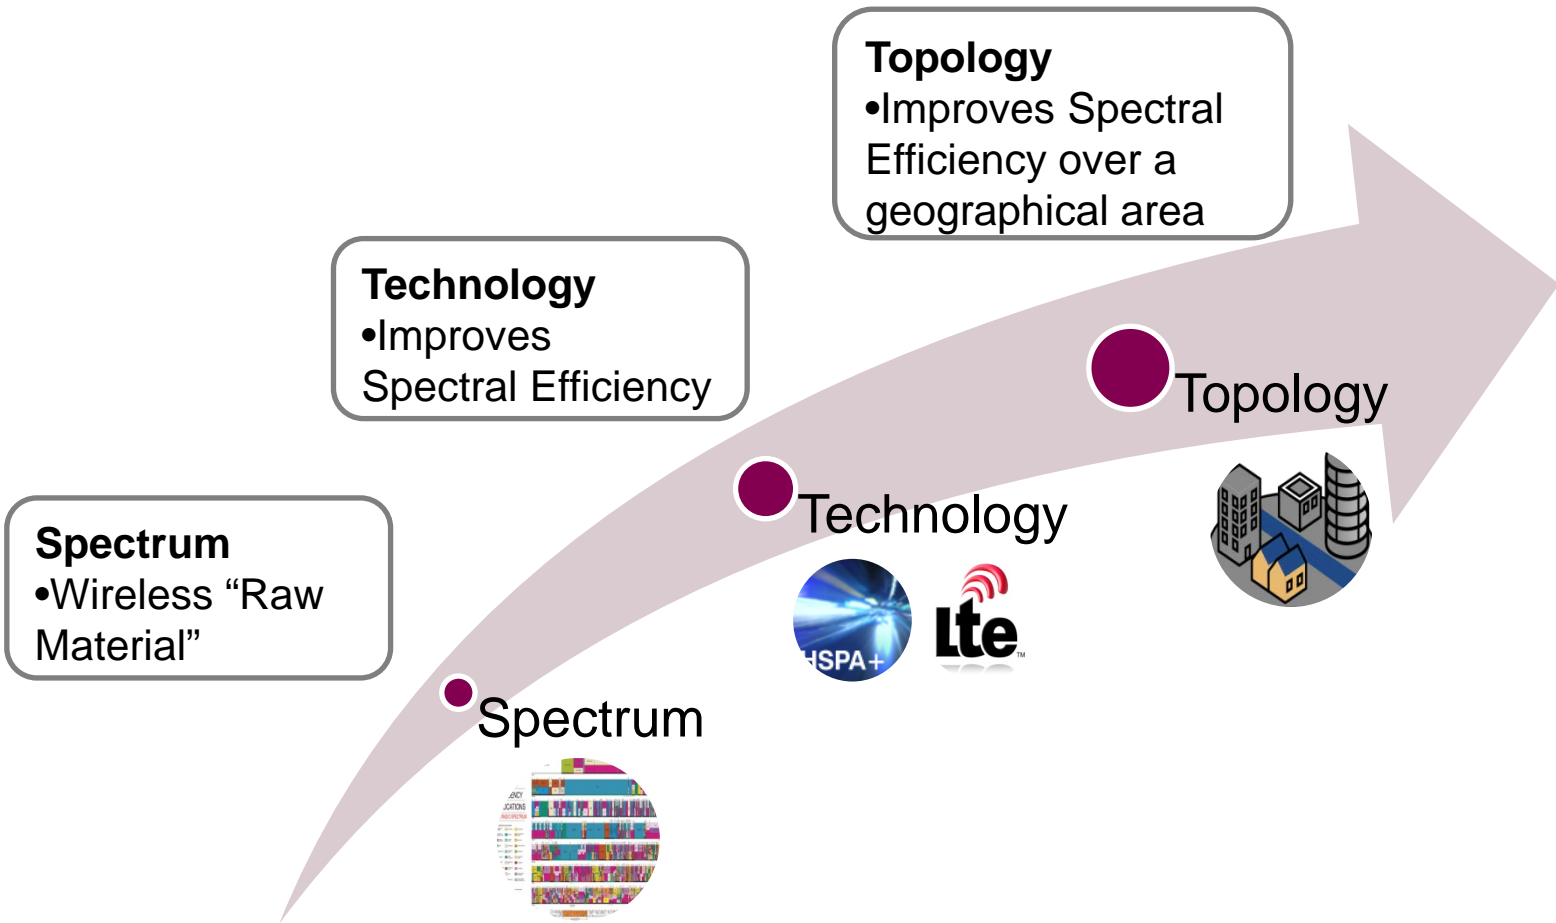 Topology
•Improves Spectral
Efficiency over a
geographical area
Technology
•Improves
Spectral Efficiency
Spectrum
•Wireless “Raw
Material”
Topology
Technology
HSPA+
Lte
TM
Spectrum